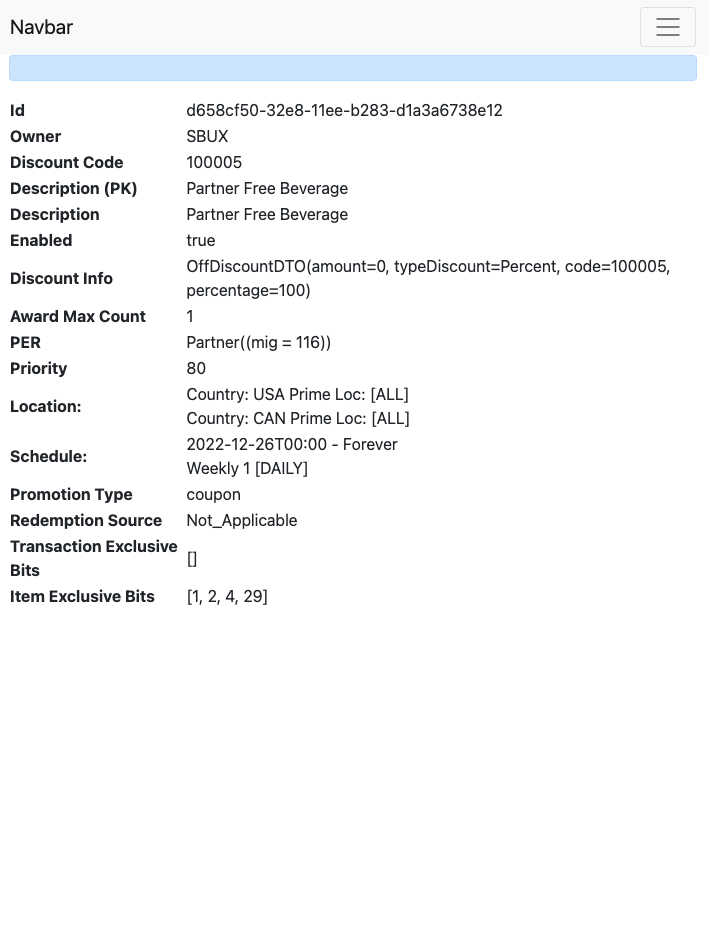 Navbar
Id d658cf50-32e8-11ee-b283-d1a3a6738e12
Owner SBUX
Discount Code 100005
Description (PK) Partner Free Beverage
Description Partner Free Beverage
Enabled true
Discount Info OffDiscountDTO(amount=0, typeDiscount=Percent, code=100005,
percentage=100)
Award Max Count 1
PER Partner((mig = 116))
Priority 80
Location: Country: USA Prime Loc: [ALL]
Country: CAN Prime Loc: [ALL]
Schedule: 2022-12-26T00:00 - Forever
Weekly 1 [DAILY]
Promotion Type coupon
Redemption Source Not_Applicable
Transaction Exclusive
Bits []
Item Exclusive Bits [1, 2, 4, 29]